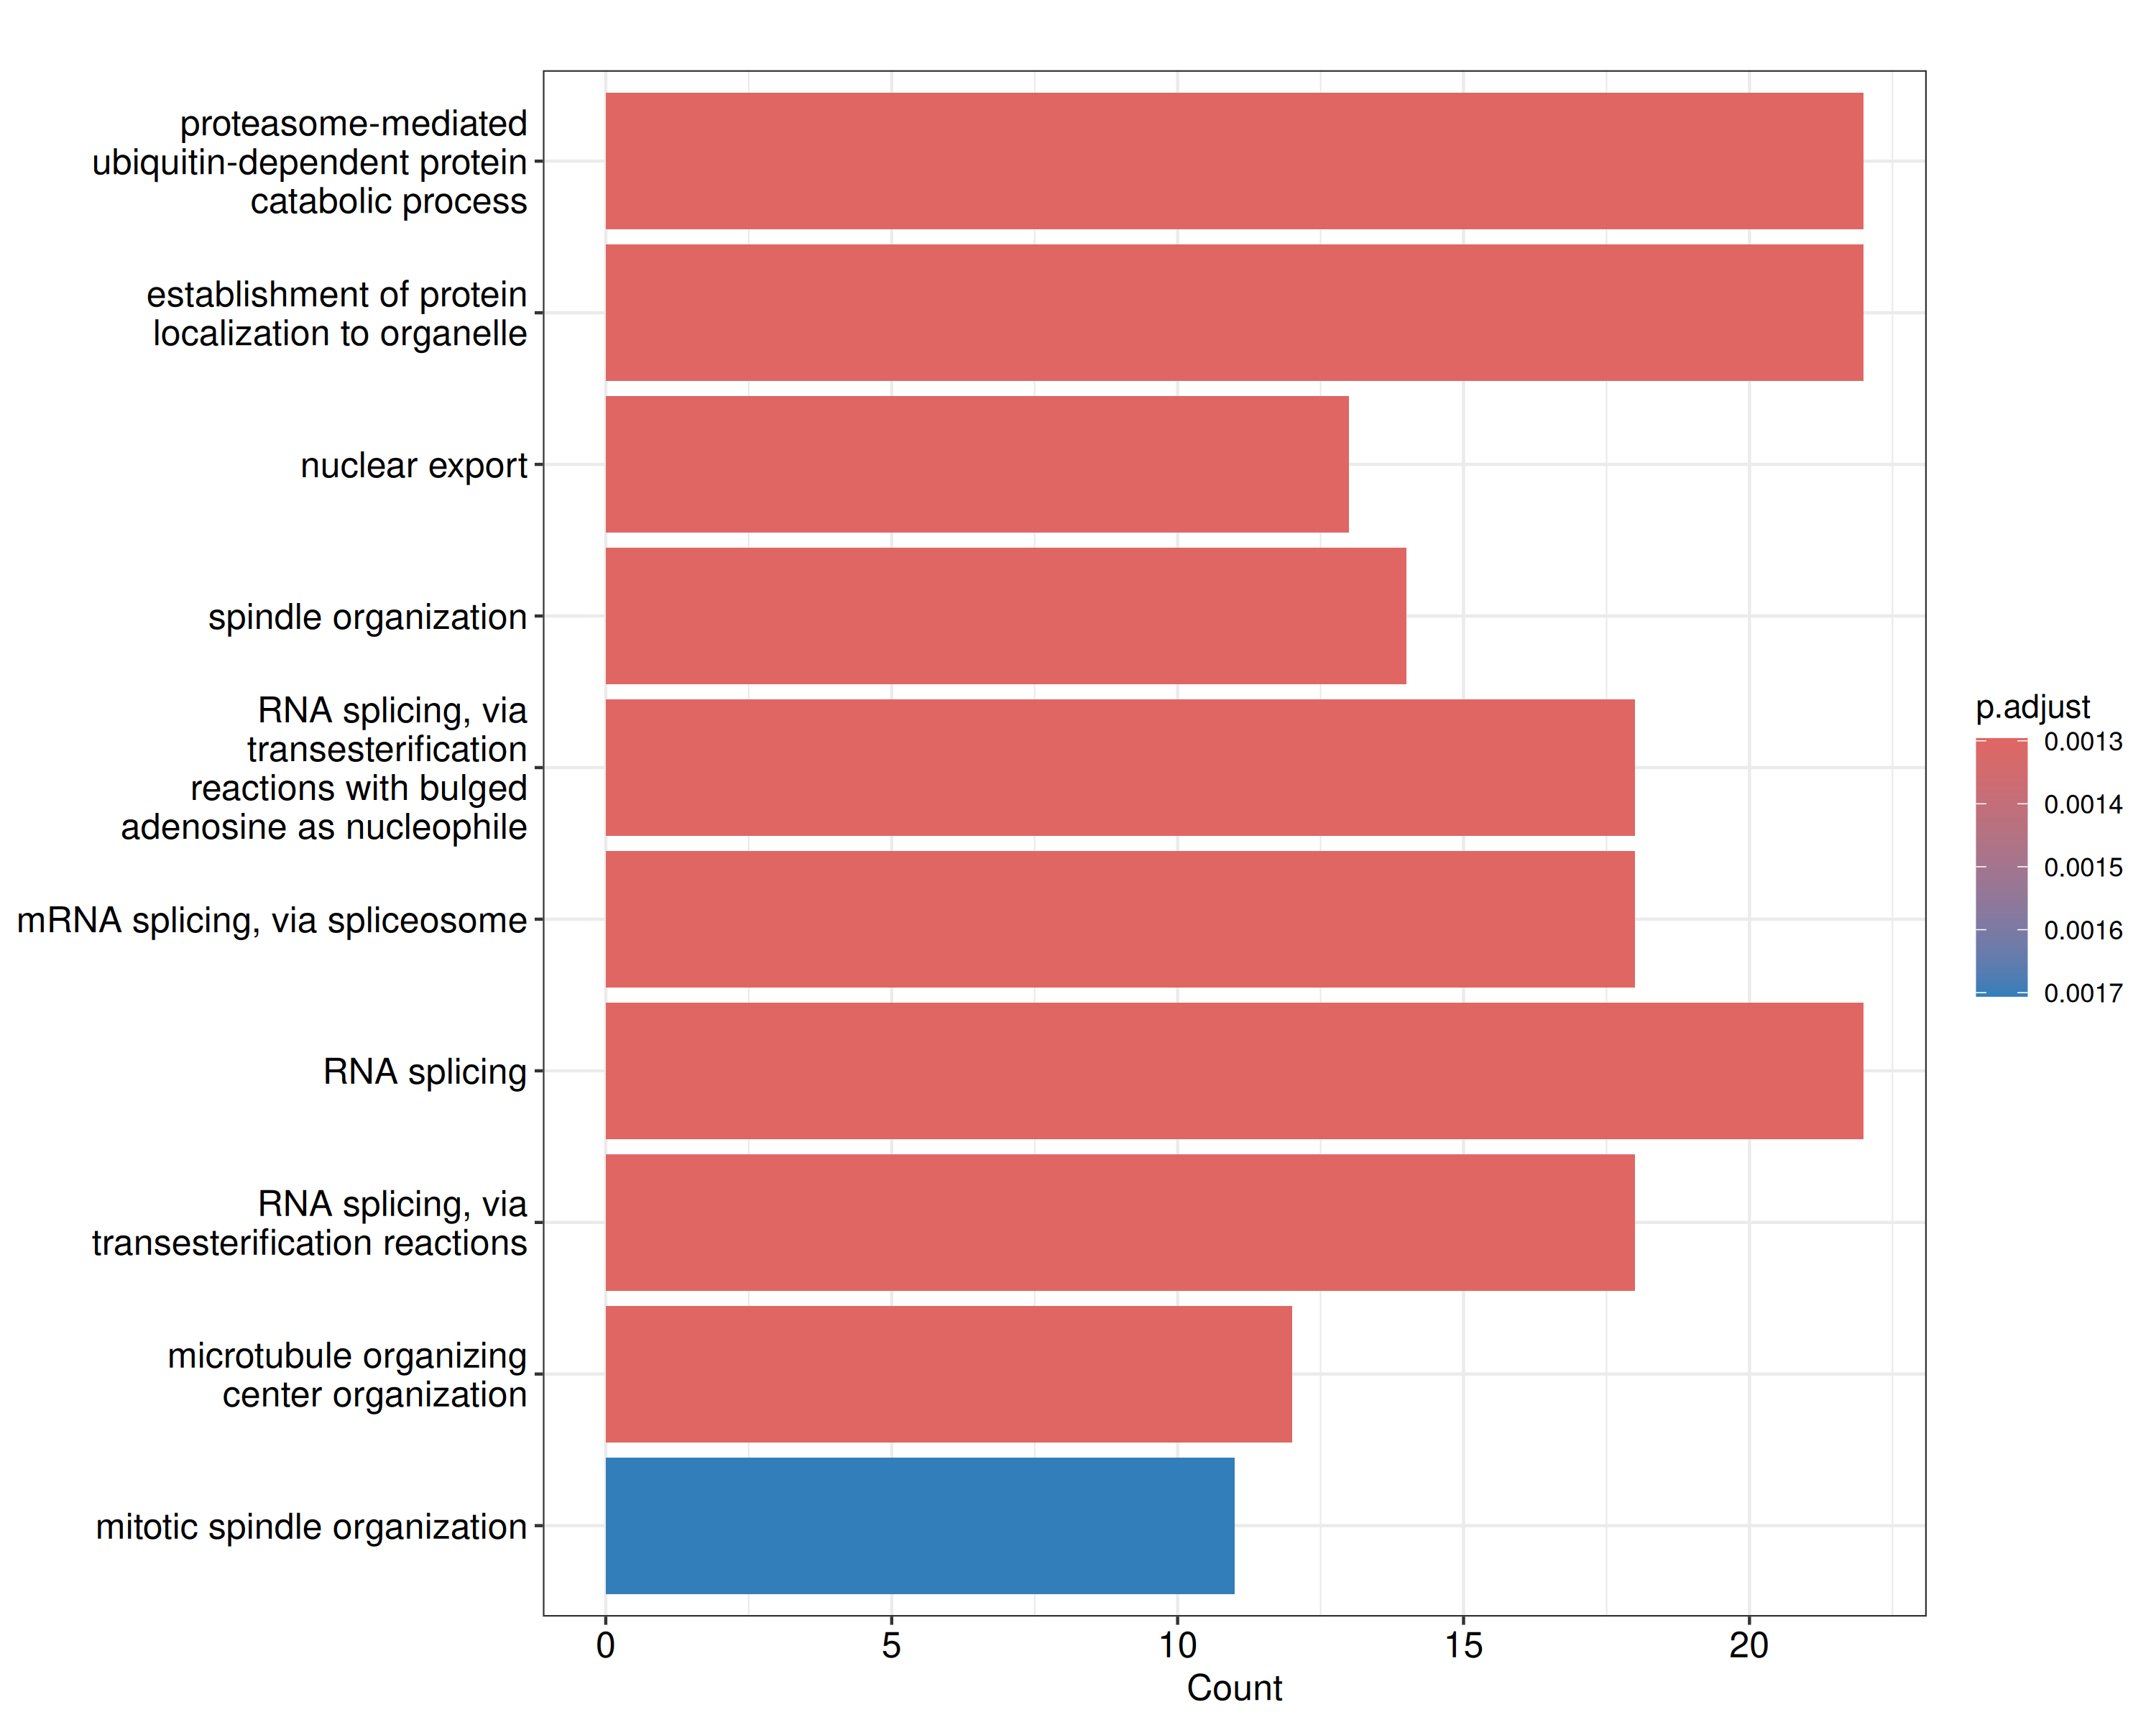 proteasome-mediated
ubiquitin-dependent protein
catabolic process
establishment of protein
localization to organelle
nuclear export
spindle organization
RNA splicing, via
transesterification
reactions with bulged
adenosine as nucleophile
mRNA splicing, via spliceosome
RNA splicing
RNA splicing, via
transesterification reactions
microtubule organizing
center organization
mitotic spindle organization
0 5 10 15 20
Count
p.adjust
0.0013
0.0014
0.0015
0.0016
0.0017